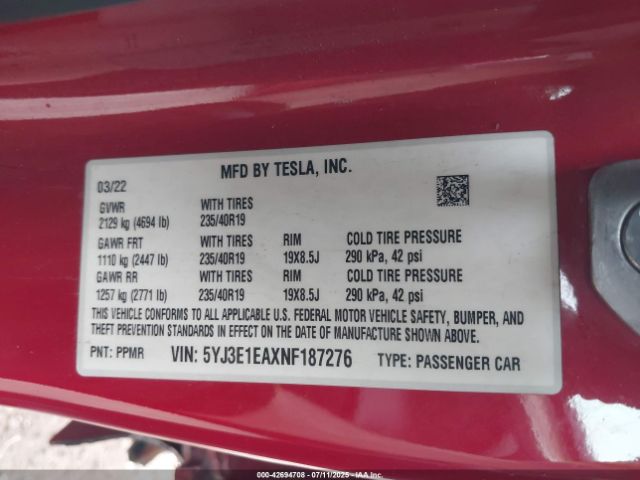 MFD BY TESLA, INC.
03/22
GVWR WITH TIRES
2129 kg (4694 lb) 235/40R19
GAWR FRT WITH TIRES RIM COLD TIRE PRESSURE
1110 kg (2447 lb) 235/40R19 19X8.5J 290 kPa, 42 psi
GAWR RR WITH TIRES RIM COLD TIRE PRESSURE
1257 kg (2771 lb) 235/40R19 19X8.5J 290 kPa, 42 psi
THIS VEHICLE CONFORMS TO ALL APPLICABLE U.S. FEDERAL MOTOR VEHICLE SAFETY, BUMPER, AND
THEFT PREVENTION STANDARDS IN EFFECT ON THE DATE OF MANUFACTURE SHOWN ABOVE.
PNT: PPMR VIN: 5YJ3E1EAXNF187276 TYPE: PASSENGER CAR
00-42694708 - 07/11/2025 - IAA Inc.